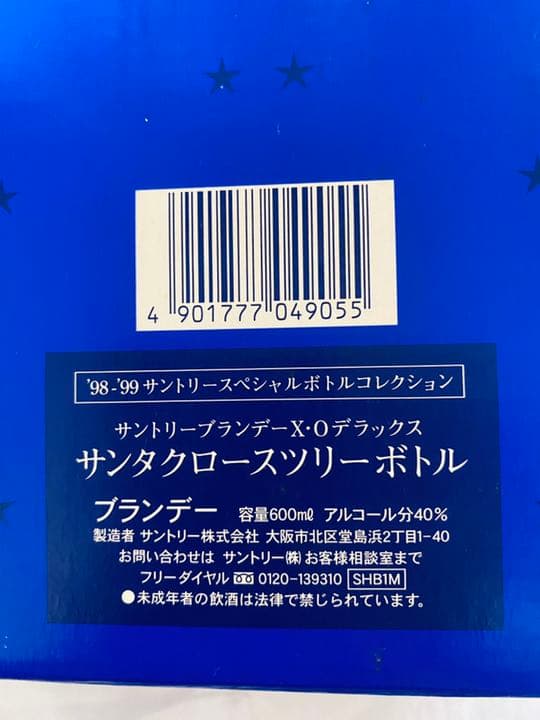 4 901777 049055
'98-'99 サントリースペシャルボトルコレクション
サントリーブランデーX・Oデラックス
サンタクロースツリーボトル
ブランデー 容量600ml アルコール分40%
製造者 サントリー株式会社 大阪市北区堂島浜2丁目1-40
お問い合わせは サントリー(株)お客様相談室まで
フリーダイヤル 0120-139310 SHB1M
●未成年者の飲酒は法律で禁じられています。